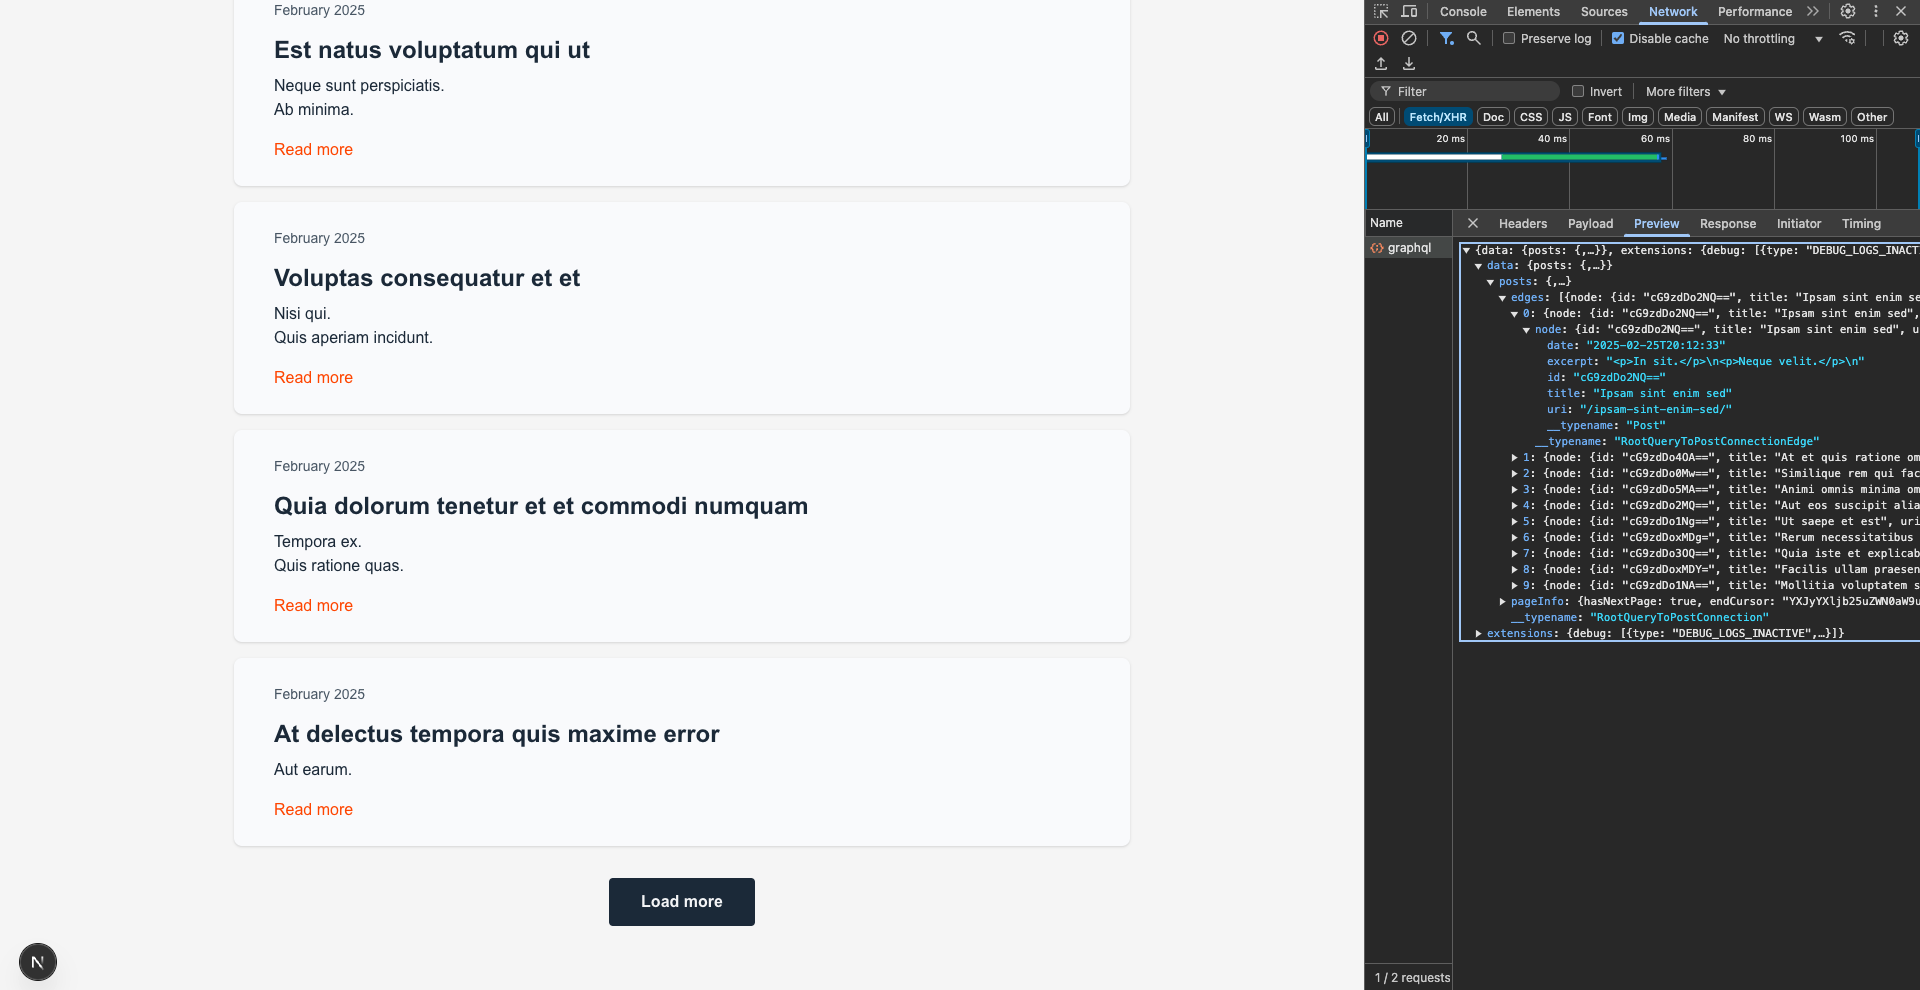 February 2025
Est natus voluptatum qui ut
Neque sunt perspiciatis.
Ab minima.
Read more
February 2025
Voluptas consequatur et et
Nisi qui.
Quis aperiam incidunt.
Read more
February 2025
Quia dolorum tenetur et et commodi numquam
Tempora ex.
Quis ratione quas.
Read more
February 2025
At delectus tempora quis maxime error
Aut earum.
Read more
Load more
N
Console Elements Sources Network Performance
Preserve log Disable cache No throttling
Filter Invert More filters
All Fetch/XHR Doc CSS JS Font Img Media Manifest WS Wasm Other
20 ms 40 ms 60 ms 80 ms 100 ms
Name Headers Payload Preview Response Initiator Timing
graphql
{data: {posts: {,…}}, extensions: {debug: [{type: "DEBUG_LOGS_INACT
data: {posts: {,…}}
posts: {,…}
edges: [{node: {id: "cG9zdDo2NQ==", title: "Ipsam sint enim se
0: {node: {id: "cG9zdDo2NQ==", title: "Ipsam sint enim sed",
node: {id: "cG9zdDo2NQ==", title: "Ipsam sint enim sed", u
date: "2025-02-25T20:12:33"
excerpt: "<p>In sit.</p>\n<p>Neque velit.</p>\n"
id: "cG9zdDo2NQ=="
title: "Ipsam sint enim sed"
uri: "/ipsam-sint-enim-sed/"
__typename: "Post"
__typename: "RootQueryToPostConnectionEdge"
1: {node: {id: "cG9zdDo4OA==", title: "At et quis ratione om
2: {node: {id: "cG9zdDo0Mw==", title: "Similique rem qui fac
3: {node: {id: "cG9zdDo5MA==", title: "Animi omnis minima om
4: {node: {id: "cG9zdDo2MQ==", title: "Aut eos suscipit alia
5: {node: {id: "cG9zdDo1Ng==", title: "Ut saepe et est", uri
6: {node: {id: "cG9zdDoxMDg=", title: "Rerum necessitatibus
7: {node: {id: "cG9zdDo3OQ==", title: "Quia iste et explicab
8: {node: {id: "cG9zdDoxMDY=", title: "Facilis ullam praesen
9: {node: {id: "cG9zdDo1NA==", title: "Mollitia voluptatem s
pageInfo: {hasNextPage: true, endCursor: "YXJyYXljb25uZWN0aW9u
__typename: "RootQueryToPostConnection"
extensions: {debug: [{type: "DEBUG_LOGS_INACTIVE",…}]}
1 / 2 requests